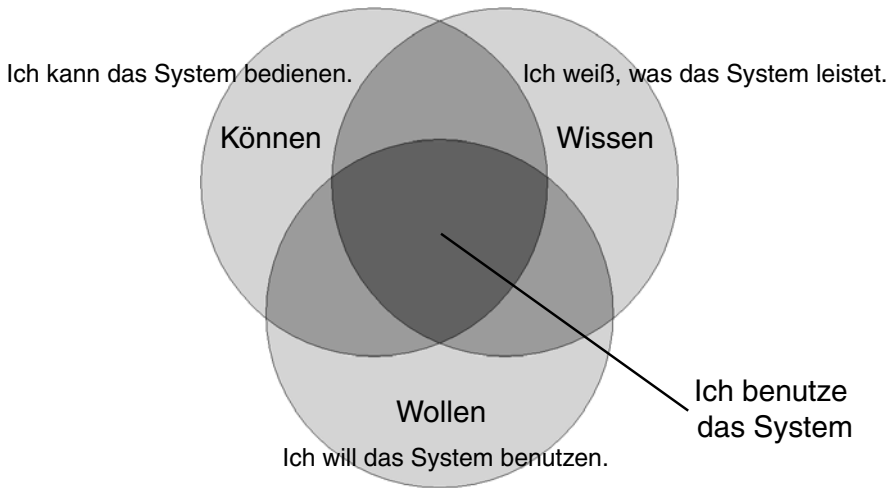 Ich kann das System bedienen.
Ich weiß, was das System leistet.
Können
Wissen
Wollen
Ich will das System benutzen.
Ich benutze
das System